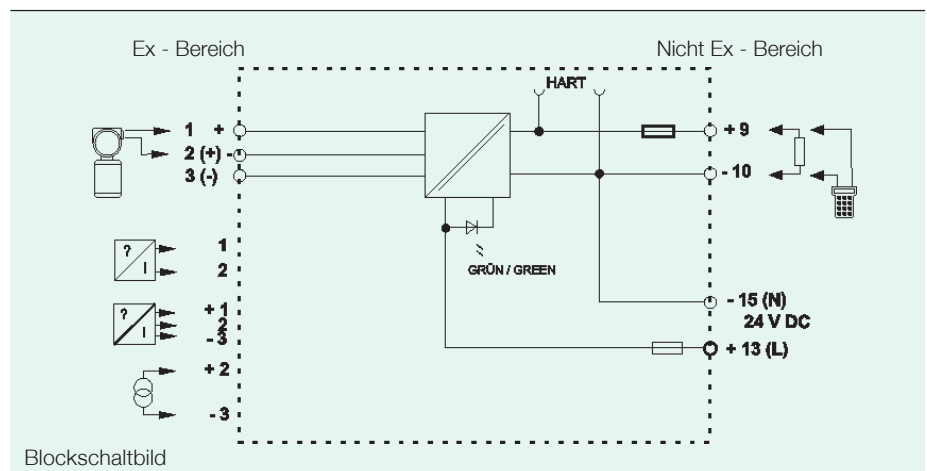 Ex - Bereich
Nicht Ex - Bereich
HART
1 +
2 (+) -
3 (-)
+ 9
- 10
? I
1
2
GRÜN / GREEN
? I
+ 1
2
- 3
- 15 (N)
24 V DC
+ 13 (L)
+ 2
- 3
Blockschaltbild